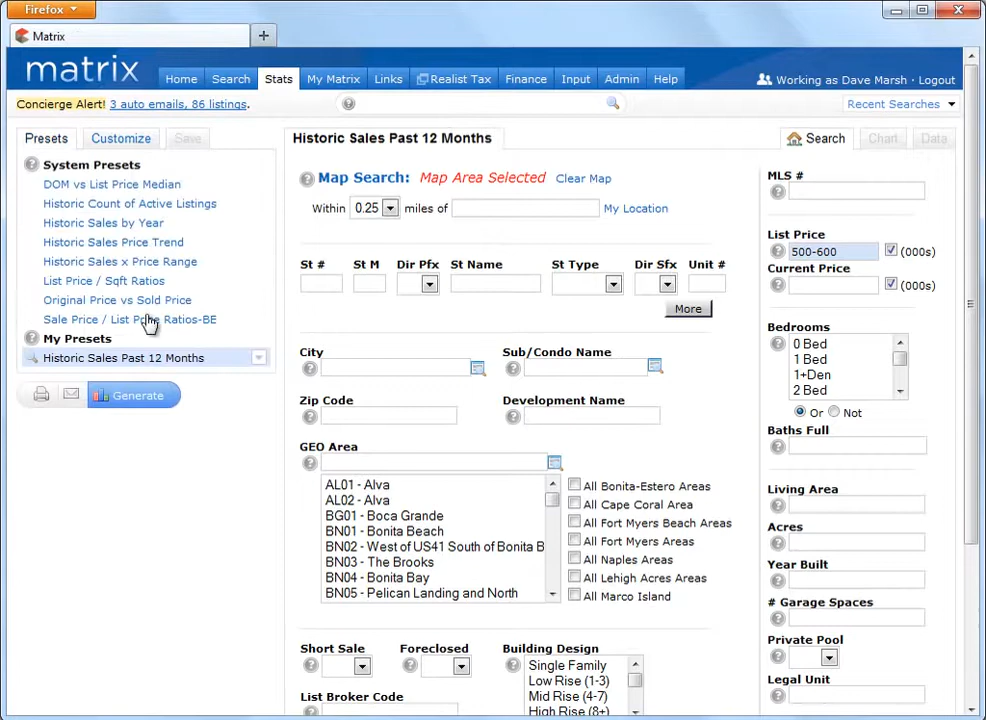 Firefox
Matrix
matrix
Home Search Stats My Matrix Links Realist Tax Finance Input Admin Help
Working as Dave Marsh · Logout
Concierge Alert! 3 auto emails, 86 listings.
Recent Searches
Presets Customize Save
Historic Sales Past 12 Months
Search Chart Data
System Presets
DOM vs List Price Median
Historic Count of Active Listings
Historic Sales by Year
Historic Sales Price Trend
Historic Sales x Price Range
List Price / Sqft Ratios
Original Price vs Sold Price
Sale Price / List Price Ratios-BE
My Presets
Historic Sales Past 12 Months
Generate
Map Search: Map Area Selected Clear Map
Within 0.25 miles of My Location
St # St M Dir Pfx St Name St Type Dir Sfx Unit #
More
City Sub/Condo Name
Zip Code Development Name
GEO Area
AL01 - Alva
AL02 - Alva
BG01 - Boca Grande
BN01 - Bonita Beach
BN02 - West of US41 South of Bonita B
BN03 - The Brooks
BN04 - Bonita Bay
BN05 - Pelican Landing and North
All Bonita-Estero Areas
All Cape Coral Area
All Fort Myers Beach Areas
All Fort Myers Areas
All Naples Areas
All Lehigh Acres Areas
All Marco Island
Short Sale Foreclosed Building Design
Single Family
Low Rise (1-3)
Mid Rise (4-7)
High Rise (8+)
List Broker Code
MLS #
List Price
500-600 (000s)
Current Price
(000s)
Bedrooms
0 Bed
1 Bed
1+Den
2 Bed
Or Not
Baths Full
Living Area
Acres
Year Built
# Garage Spaces
Private Pool
Legal Unit